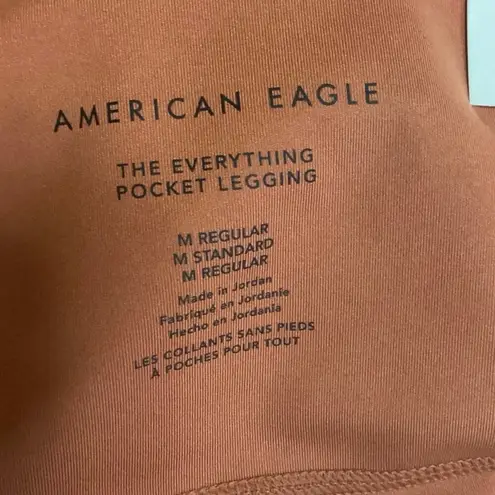 AMERICAN EAGLE
THE EVERYTHING
POCKET LEGGING
M REGULAR
M STANDARD
M REGULAR
Made in Jordan
Fabriqué en Jordanie
Hecho en Jordania
LES COLLANTS SANS PIEDS
À POCHES POUR TOUT